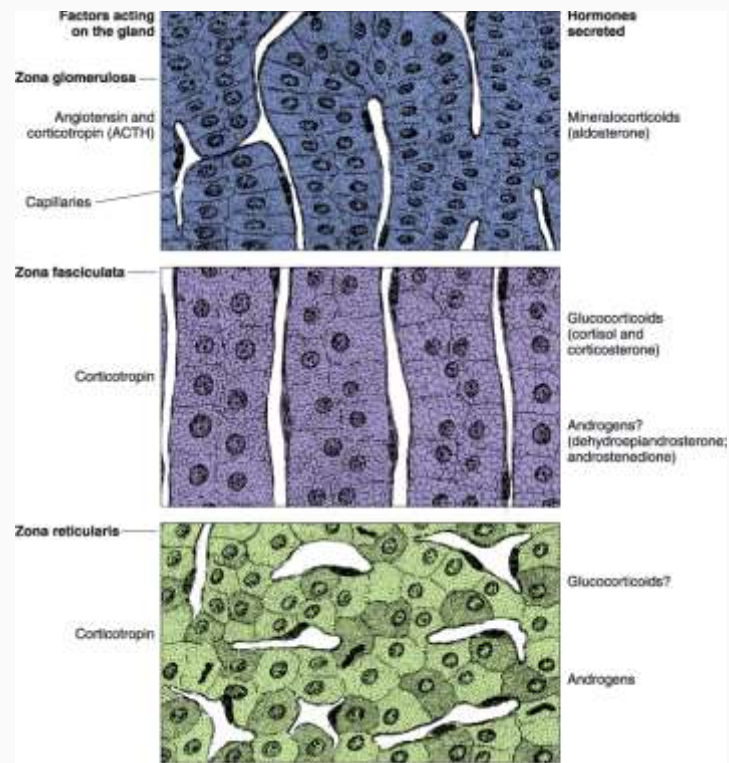 Factors acting
on the gland
Hormones
secreted
Zona glomerulosa
Angiotensin and
corticotropin (ACTH)
Mineralocorticoids
(aldosterone)
Capillaries
Zona fasciculata
Glucocorticoids
(cortisol and
corticosterone)
Corticotropin
Androgens?
(dehydroepiandrosterone;
androstenedione)
Zona reticularis
Glucocorticoids?
Corticotropin
Androgens